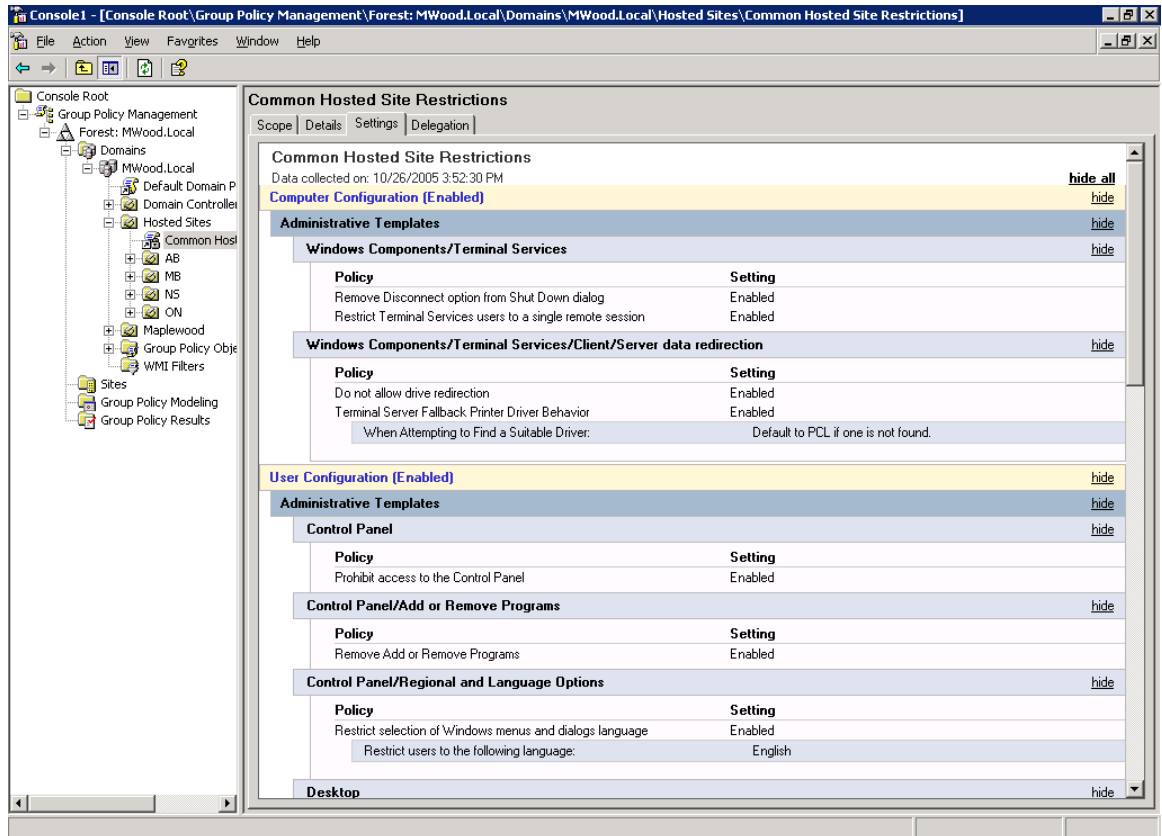 Console1 - [Console Root\Group Policy Management\Forest: MWood.Local\Domains\MWood.Local\Hosted Sites\Common Hosted Site Restrictions]
File Action View Favorites Window Help
Console Root
Group Policy Management
Forest: MWood.Local
Domains
MWood.Local
Default Domain P
Domain Controller
Hosted Sites
Common Host
AB
MB
NS
ON
Maplewood
Group Policy Obje
WMI Filters
Sites
Group Policy Modeling
Group Policy Results
Common Hosted Site Restrictions
Scope Details Settings Delegation
Common Hosted Site Restrictions
Data collected on: 10/26/2005 3:52:30 PM hide all
Computer Configuration (Enabled) hide
Administrative Templates hide
Windows Components/Terminal Services hide
Policy Setting
Remove Disconnect option from Shut Down dialog Enabled
Restrict Terminal Services users to a single remote session Enabled
Windows Components/Terminal Services/Client/Server data redirection hide
Policy Setting
Do not allow drive redirection Enabled
Terminal Server Fallback Printer Driver Behavior Enabled
When Attempting to Find a Suitable Driver: Default to PCL if one is not found.
User Configuration (Enabled) hide
Administrative Templates hide
Control Panel hide
Policy Setting
Prohibit access to the Control Panel Enabled
Control Panel/Add or Remove Programs hide
Policy Setting
Remove Add or Remove Programs Enabled
Control Panel/Regional and Language Options hide
Policy Setting
Restrict selection of Windows menus and dialogs language Enabled
Restrict users to the following language: English
Desktop hide